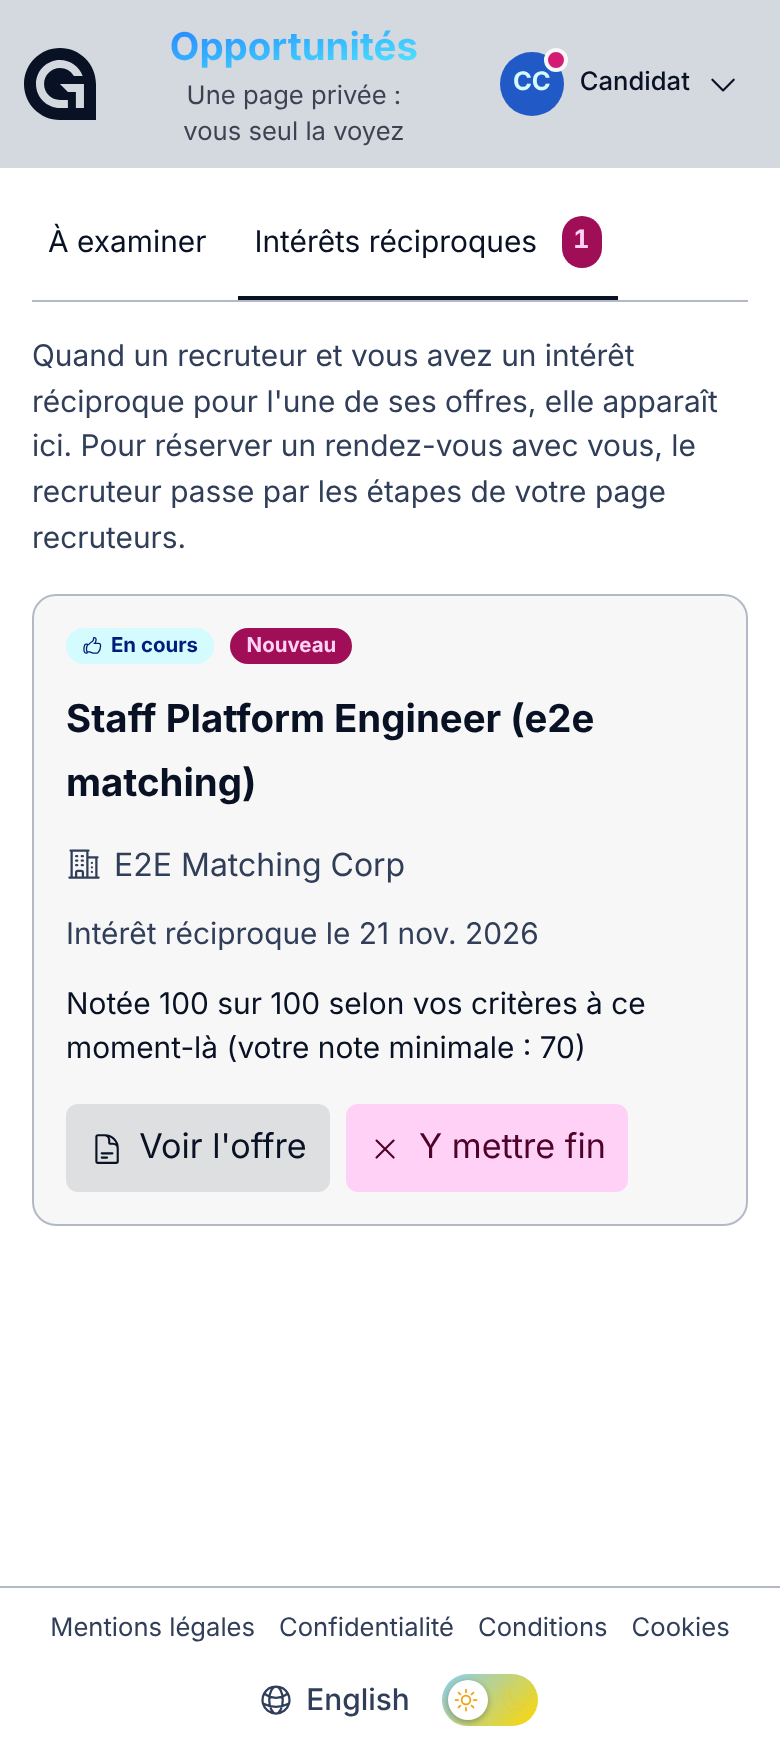 Opportunités
Une page privée :
vous seul la voyez
CC
Candidat
À examiner
Intérêts réciproques
1
Quand un recruteur et vous avez un intérêt
réciproque pour l'une de ses offres, elle apparaît
ici. Pour réserver un rendez-vous avec vous, le
recruteur passe par les étapes de votre page
recruteurs.
En cours
Nouveau
Staff Platform Engineer (e2e
matching)
E2E Matching Corp
Intérêt réciproque le 21 nov. 2026
Notée 100 sur 100 selon vos critères à ce
moment-là (votre note minimale : 70)
Voir l'offre
Y mettre fin
Mentions légales
Confidentialité
Conditions
Cookies
English